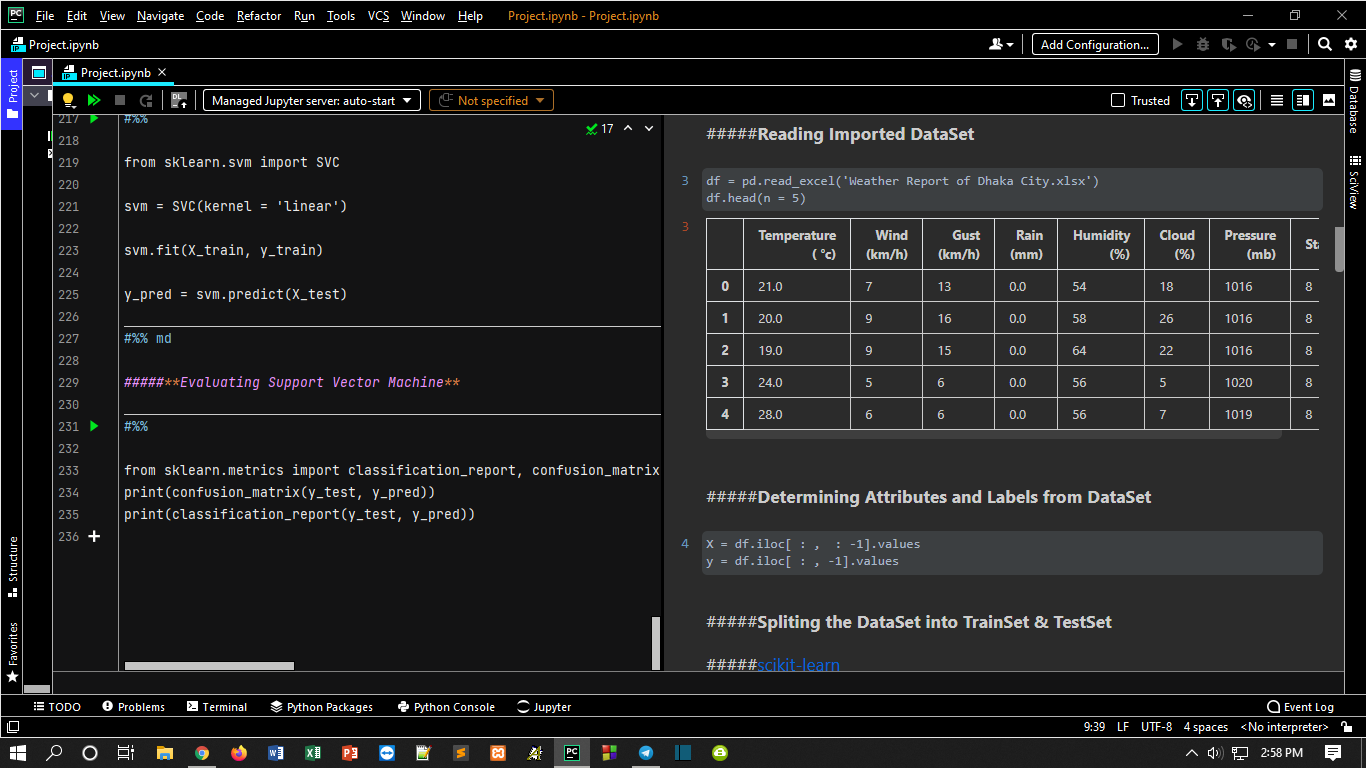 PC File Edit View Navigate Code Refactor Run Tools VCS Window Help Project.ipynb - Project.ipynb
Project.ipynb Add Configuration...
Project
Project.ipynb
Managed Jupyter server: auto-start Not specified Trusted
17
217 #%%
218
219 from sklearn.svm import SVC
220
221 svm = SVC(kernel = 'linear')
222
223 svm.fit(X_train, y_train)
224
225 y_pred = svm.predict(X_test)
226
227 #%% md
228
229 #####**Evaluating Support Vector Machine**
230
231 #%%
232
233 from sklearn.metrics import classification_report, confusion_matrix
234 print(confusion_matrix(y_test, y_pred))
235 print(classification_report(y_test, y_pred))
236
#####Reading Imported DataSet
3 df = pd.read_excel('Weather Report of Dhaka City.xlsx')
df.head(n = 5)
3
Temperature Wind Gust Rain Humidity Cloud Pressure
( °c) (km/h) (km/h) (mm) (%) (%) (mb)
0 21.0 7 13 0.0 54 18 1016 8
1 20.0 9 16 0.0 58 26 1016 8
2 19.0 9 15 0.0 64 22 1016 8
3 24.0 5 6 0.0 56 5 1020 8
4 28.0 6 6 0.0 56 7 1019 8
#####Determining Attributes and Labels from DataSet
4 X = df.iloc[ : ,  : -1].values
y = df.iloc[ : , -1].values
#####Spliting the DataSet into TrainSet & TestSet
#####scikit-learn
Database
SciView
Structure
Favorites
TODO Problems Terminal Python Packages Python Console Jupyter Event Log
9:39 LF UTF-8 4 spaces <No interpreter>
2:58 PM